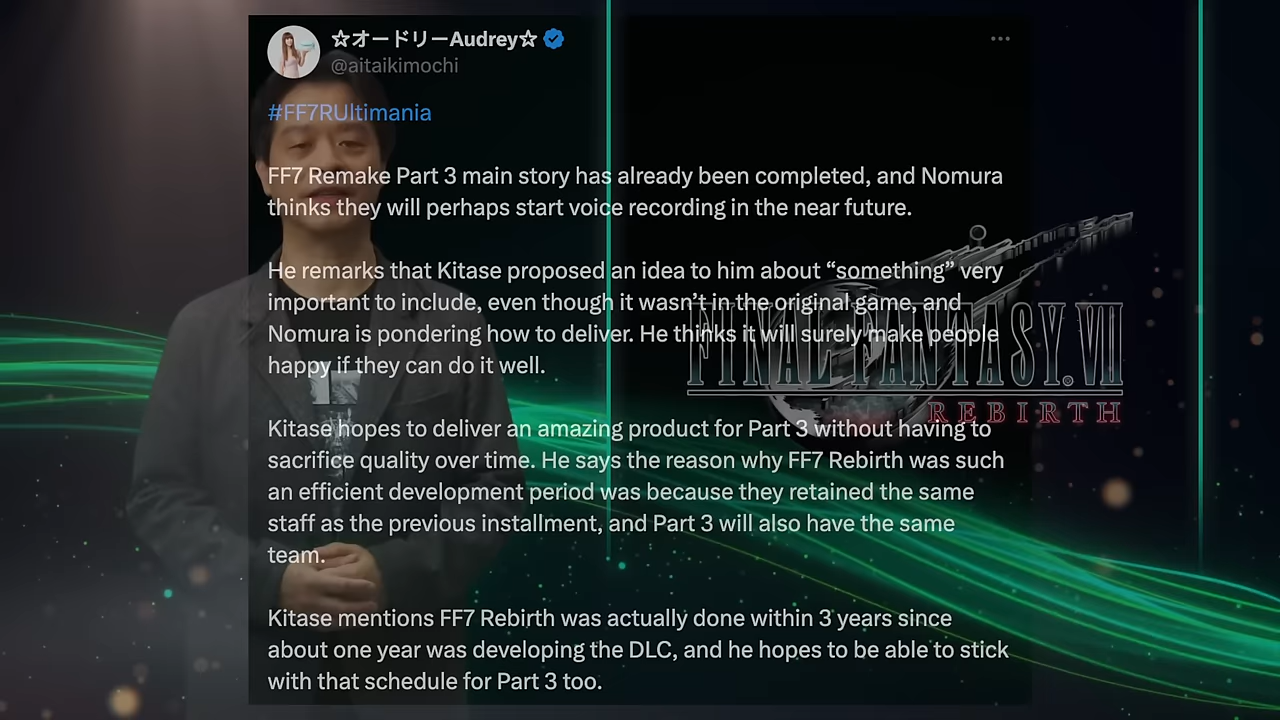 ☆オードリーAudrey☆
@aitaikimochi
#FF7RUltimania
FF7 Remake Part 3 main story has already been completed, and Nomura
thinks they will perhaps start voice recording in the near future.
He remarks that Kitase proposed an idea to him about “something” very
important to include, even though it wasn’t in the original game, and
Nomura is pondering how to deliver. He thinks it will surely make people
happy if they can do it well.
Kitase hopes to deliver an amazing product for Part 3 without having to
sacrifice quality over time. He says the reason why FF7 Rebirth was such
an efficient development period was because they retained the same
staff as the previous installment, and Part 3 will also have the same
team.
Kitase mentions FF7 Rebirth was actually done within 3 years since
about one year was developing the DLC, and he hopes to be able to stick
with that schedule for Part 3 too.
FINAL FANTASY VII
REBIRTH